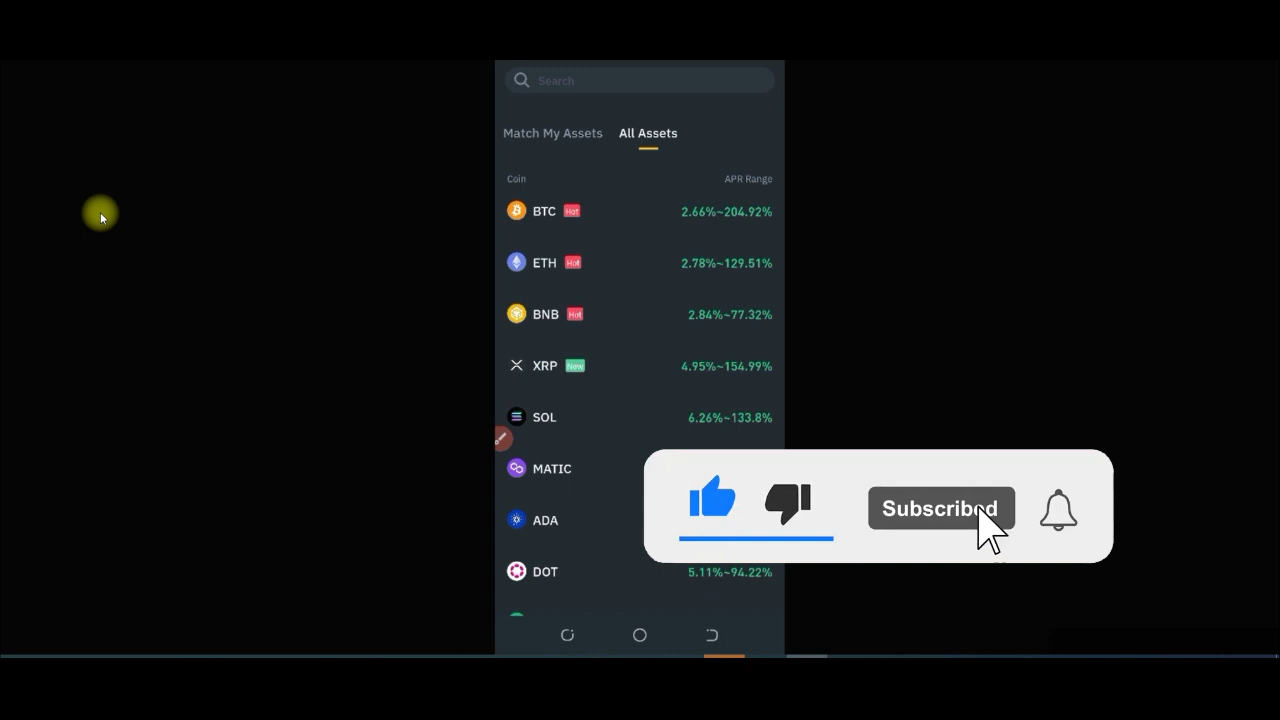 Search
Match My Assets All Assets
Coin APR Range
BTC Hot 2.66%~204.92%
ETH Hot 2.78%~129.51%
BNB Hot 2.84%~77.32%
XRP New 4.95%~154.99%
SOL 6.26%~133.8%
MATIC
Subscribed
ADA
DOT 5.11%~94.22%